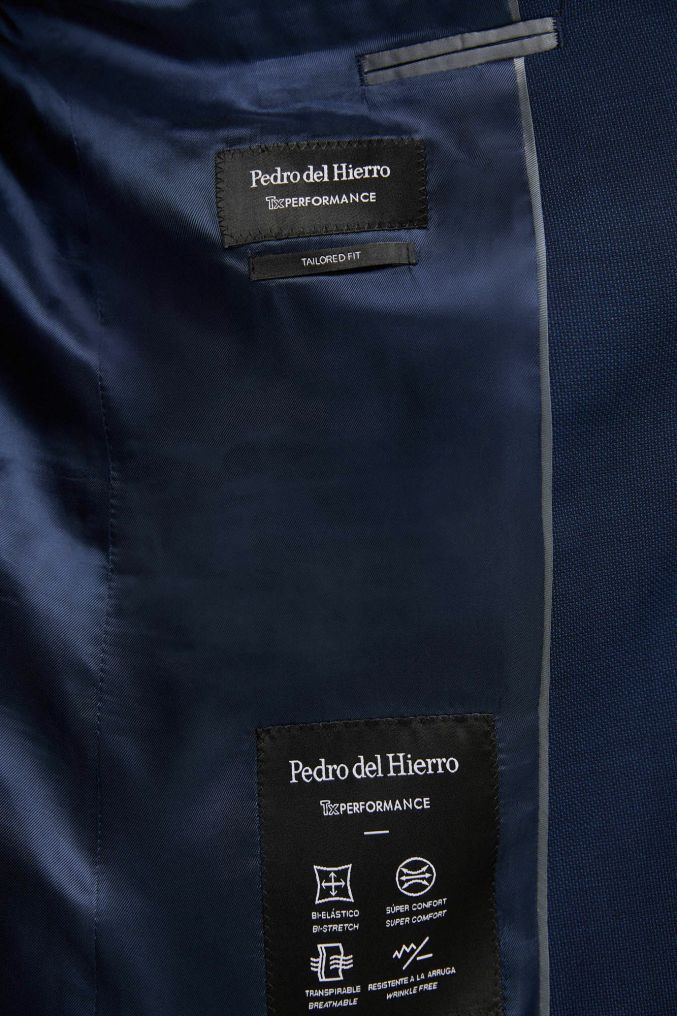 Pedro del Hierro
TxPERFORMANCE
TAILORED FIT
Pedro del Hierro
TxPERFORMANCE
BI-ELÁSTICO
BI-STRETCH
SÚPER CONFORT
SUPER COMFORT
TRANSPIRABLE
BREATHABLE
RESISTENTE A LA ARRUGA
WRINKLE FREE